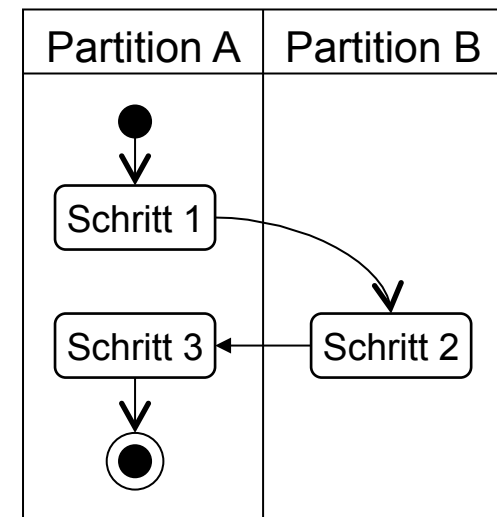 Partition A
Partition B
Schritt 1
Schritt 2
Schritt 3